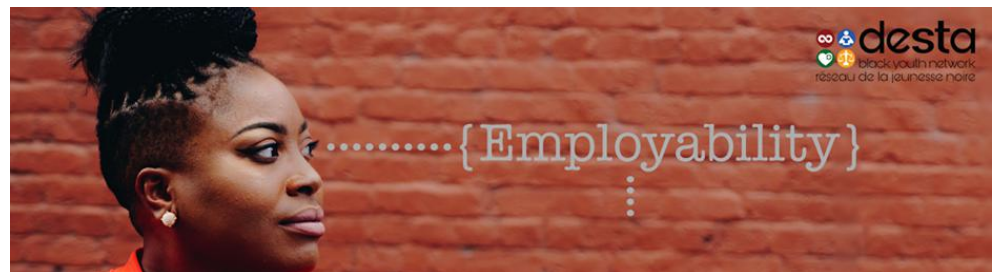 desta
black youth network
réseau de la jeunesse noire
{Employability}